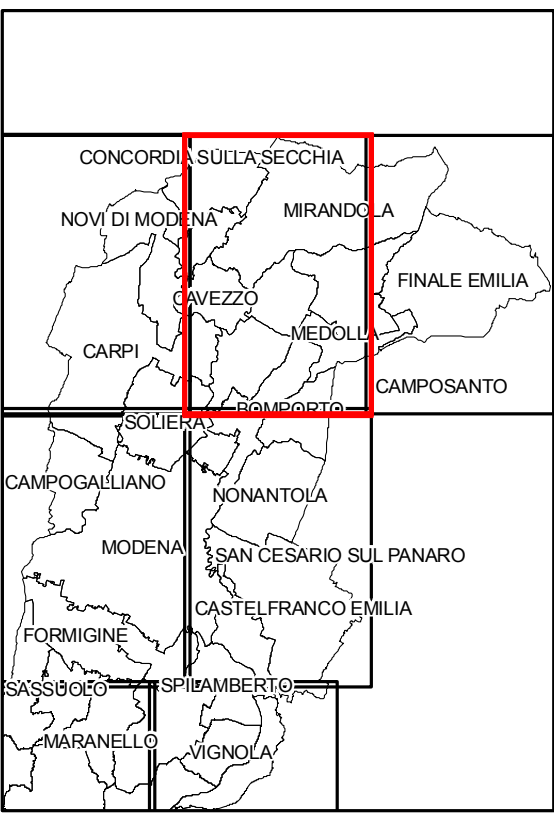 CONCORDIA SULLA SECCHIA
NOVI DI MODENA
MIRANDOLA
FINALE EMILIA
CAVEZZO
MEDOLLA
CARPI
CAMPOSANTO
BOMPORTO
SOLIERA
CAMPOGALLIANO
NONANTOLA
MODENA
SAN CESARIO SUL PANARO
CASTELFRANCO EMILIA
FORMIGINE
SASSUOLO
SPILAMBERTO
MARANELLO
VIGNOLA